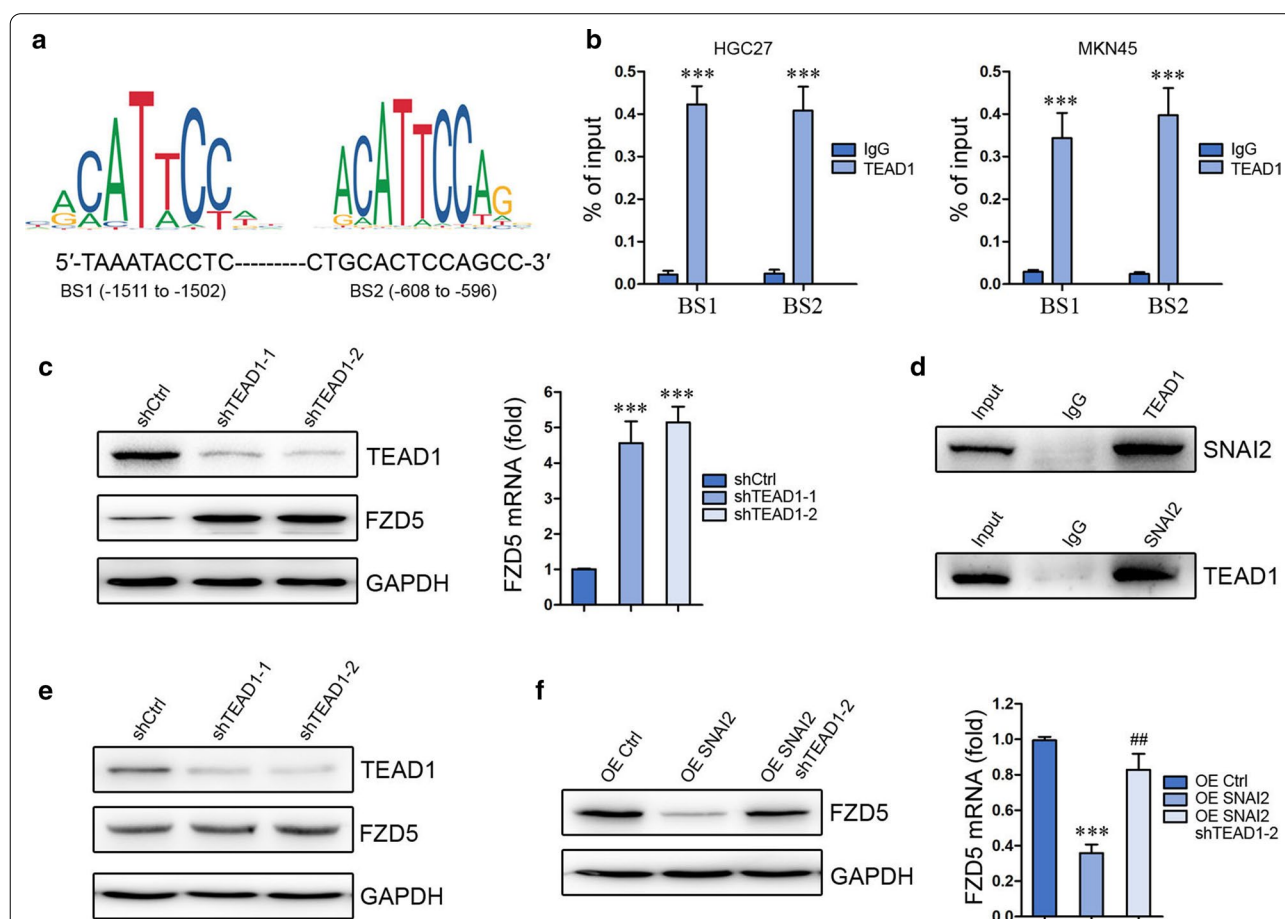 a
5′-TAAATACCTC---------CTGCACTCCAGCC-3′
BS1 (-1511 to -1502)
BS2 (-608 to -596)
b
HGC27
% of input
0.5
0.4
0.3
0.2
0.1
0.0
***
***
BS1
BS2
IgG
TEAD1
MKN45
% of input
0.5
0.4
0.3
0.2
0.1
0.0
***
***
BS1
BS2
IgG
TEAD1
c
shCtrl
shTEAD1-1
shTEAD1-2
TEAD1
FZD5
GAPDH
FZD5 mRNA (fold)
6
5
4
3
2
1
0
***
***
shCtrl
shTEAD1-1
shTEAD1-2
d
Input
IgG
TEAD1
SNAI2
Input
IgG
SNAI2
TEAD1
e
shCtrl
shTEAD1-1
shTEAD1-2
TEAD1
FZD5
GAPDH
f
OE Ctrl
OE SNAI2
OE SNAI2
shTEAD1-2
FZD5
GAPDH
FZD5 mRNA (fold)
1.2
1.0
0.8
0.6
0.4
0.2
0.0
***
##
OE Ctrl
OE SNAI2
OE SNAI2
shTEAD1-2